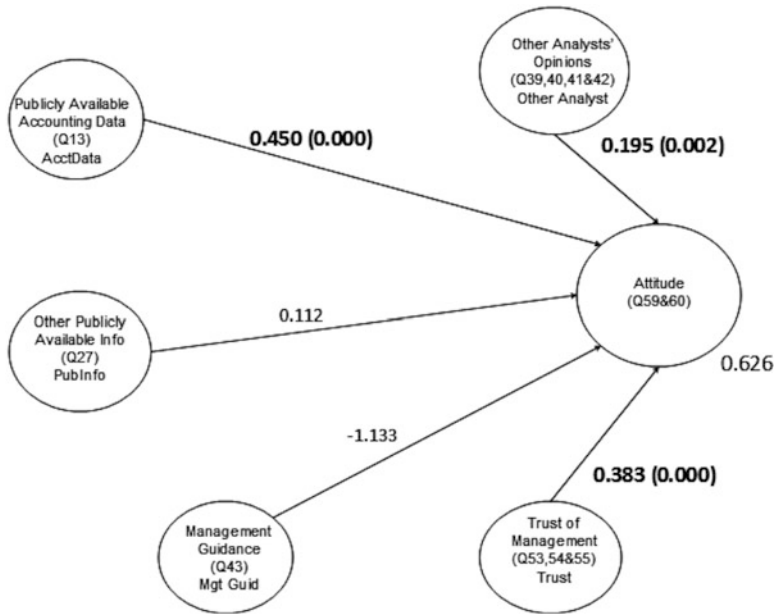 Other Analysts'
Opinions
(Q39,40,41&42)
Other Analyst
Publicly Available
Accounting Data
(Q13)
AcctData
0.450 (0.000)
0.195 (0.002)
Attitude
(Q59&60)
0.626
Other Publicly
Available Info
(Q27)
PubInfo
0.112
-1.133
0.383 (0.000)
Management
Guidance
(Q43)
Mgt Guid
Trust of
Management
(Q53,54&55)
Trust